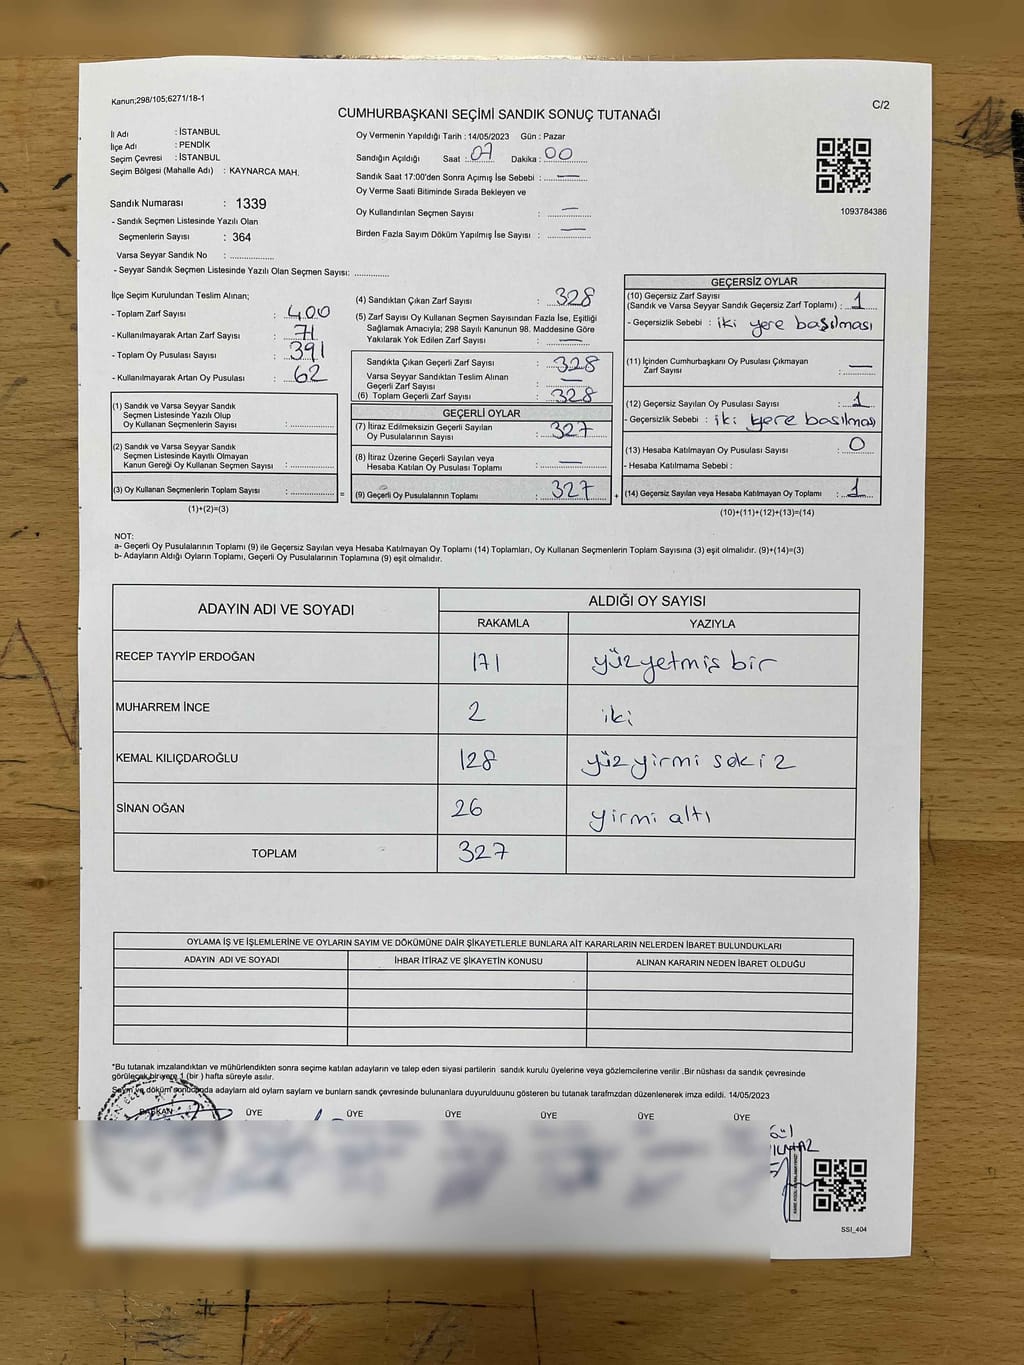 Kanun;298/105;6271/18-1
C/2
CUMHURBAŞKANI SEÇİMİ SANDIK SONUÇ TUTANAĞI
İl Adı : İSTANBUL
İlçe Adı : PENDİK
Seçim Çevresi : İSTANBUL
Seçim Bölgesi (Mahalle Adı) : KAYNARCA MAH.
Oy Vermenin Yapıldığı Tarih : 14/05/2023 Gün : Pazar
Sandığın Açıldığı Saat : 07 Dakika : 00
Sandık Saat 17:00'den Sonra Açımış İse Sebebi : —
Oy Verme Saati Bitiminde Sırada Bekleyen ve
Oy Kullandırılan Seçmen Sayısı : —
Birden Fazla Sayım Döküm Yapılmış İse Sayısı : —
1093784386
Sandık Numarası : 1339
- Sandık Seçmen Listesinde Yazılı Olan
Seçmenlerin Sayısı : 364
Varsa Seyyar Sandık No : ..................
- Seyyar Sandık Seçmen Listesinde Yazılı Olan Seçmen Sayısı: ..............
İlçe Seçim Kurulundan Teslim Alınan;
- Toplam Zarf Sayısı : 400
- Kullanılmayarak Artan Zarf Sayısı : 71
- Toplam Oy Pusulası Sayısı : 391
- Kullanılmayarak Artan Oy Pusulası : 62
(1) Sandık ve Varsa Seyyar Sandık
Seçmen Listesinde Yazılı Olup
Oy Kullanan Seçmenlerin Sayısı :
(2) Sandık ve Varsa Seyyar Sandık
Seçmen Listesinde Kayıtlı Olmayan
Kanun Gereği Oy Kullanan Seçmen Sayısı :
(3) Oy Kullanan Seçmenlerin Toplam Sayısı :
(1)+(2)=(3)
=
(4) Sandıktan Çıkan Zarf Sayısı : 328
(5) Zarf Sayısı Oy Kullanan Seçmen Sayısından Fazla İse, Eşitliği
Sağlamak Amacıyla; 298 Sayılı Kanunun 98. Maddesine Göre
Yakılarak Yok Edilen Zarf Sayısı : —
Sandıkta Çıkan Geçerli Zarf Sayısı : 328
Varsa Seyyar Sandıktan Teslim Alınan
Geçerli Zarf Sayısı : —
(6) Toplam Geçerli Zarf Sayısı : 328
GEÇERLİ OYLAR
(7) İtiraz Edilmeksizin Geçerli Sayılan
Oy Pusulalarının Sayısı : 327
(8) İtiraz Üzerine Geçerli Sayılan veya
Hesaba Katılan Oy Pusulası Toplamı : —
(9) Geçerli Oy Pusulalarının Toplamı : 327
+
GEÇERSİZ OYLAR
(10) Geçersiz Zarf Sayısı
(Sandık ve Varsa Seyyar Sandık Geçersiz Zarf Toplamı) : 1
- Geçersizlik Sebebi : iki yere basılması
(11) İçinden Cumhurbaşkanı Oy Pusulası Çıkmayan
Zarf Sayısı : —
(12) Geçersiz Sayılan Oy Pusulası Sayısı : 1
- Geçersizlik Sebebi : iki yere basılması
(13) Hesaba Katılmayan Oy Pusulası Sayısı : 0
- Hesaba Katılmama Sebebi :
(14) Geçersiz Sayılan veya Hesaba Katılmayan Oy Toplamı : 1
(10)+(11)+(12)+(13)=(14)
NOT:
a- Geçerli Oy Pusulalarının Toplamı (9) ile Geçersiz Sayılan veya Hesaba Katılmayan Oy Toplamı (14) Toplamları, Oy Kullanan Seçmenlerin Toplam Sayısına (3) eşit olmalıdır. (9)+(14)=(3)
b- Adayların Aldığı Oyların Toplamı, Geçerli Oy Pusulalarının Toplamına (9) eşit olmalıdır.
ADAYIN ADI VE SOYADI ALDIĞI OY SAYISI
RAKAMLA YAZIYLA
RECEP TAYYİP ERDOĞAN 171 yüzyetmiş bir
MUHARREM İNCE 2 iki
KEMAL KILIÇDAROĞLU 128 yüzyirmi sekiz
SİNAN OĞAN 26 yirmi altı
TOPLAM 327
OYLAMA İŞ VE İŞLEMLERİNE VE OYLARIN SAYIM VE DÖKÜMÜNE DAİR ŞİKAYETLERLE BUNLARA AİT KARARLARIN NELERDEN İBARET BULUNDUKLARI
ADAYIN ADI VE SOYADI İHBAR İTİRAZ VE ŞİKAYETİN KONUSU ALINAN KARARIN NEDEN İBARET OLDUĞU
*Bu tutanak imzalandıktan ve mühürlendikten sonra seçime katılan adayların ve talep eden siyasi partilerin sandık kurulu üyelerine veya gözlemcilerine verilir .Bir nüshası da sandık çevresinde
görülecek bir yere 1 (bir ) hafta süreyle asılır.
Sayım ve döküm sonucunda adayların ald oyların sayların ve bunların sandk çevresinde bulunanlara duyurulduunu gösteren bu tutanak tarafmzdan düzenlenerek imza edildi. 14/05/2023
BAŞKAN ÜYE ÜYE ÜYE ÜYE ÜYE ÜYE
SSİ_404